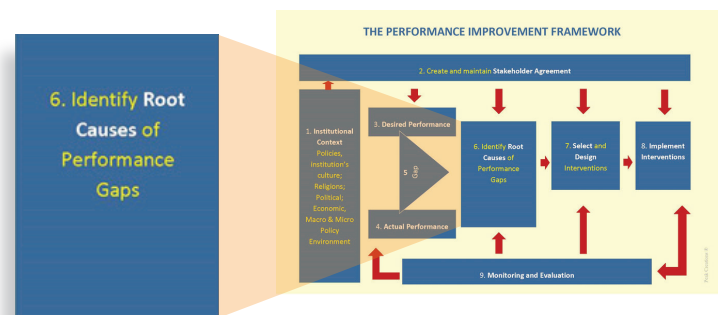 6. Identify Root
Causes of
Performance
Gaps
THE PERFORMANCE IMPROVEMENT FRAMEWORK
2. Create and maintain Stakeholder Agreement
1. Institutional
Context
Policies,
institution's
culture;
Religions;
Political;
Economic,
Macro & Micro
Policy
Environment
3. Desired Performance
5
Gap
4. Actual Performance
6. Identify Root
Causes of
Performance
Gaps
7. Select and
Design
Interventions
8. Implement
Interventions
9. Monitoring and Evaluation